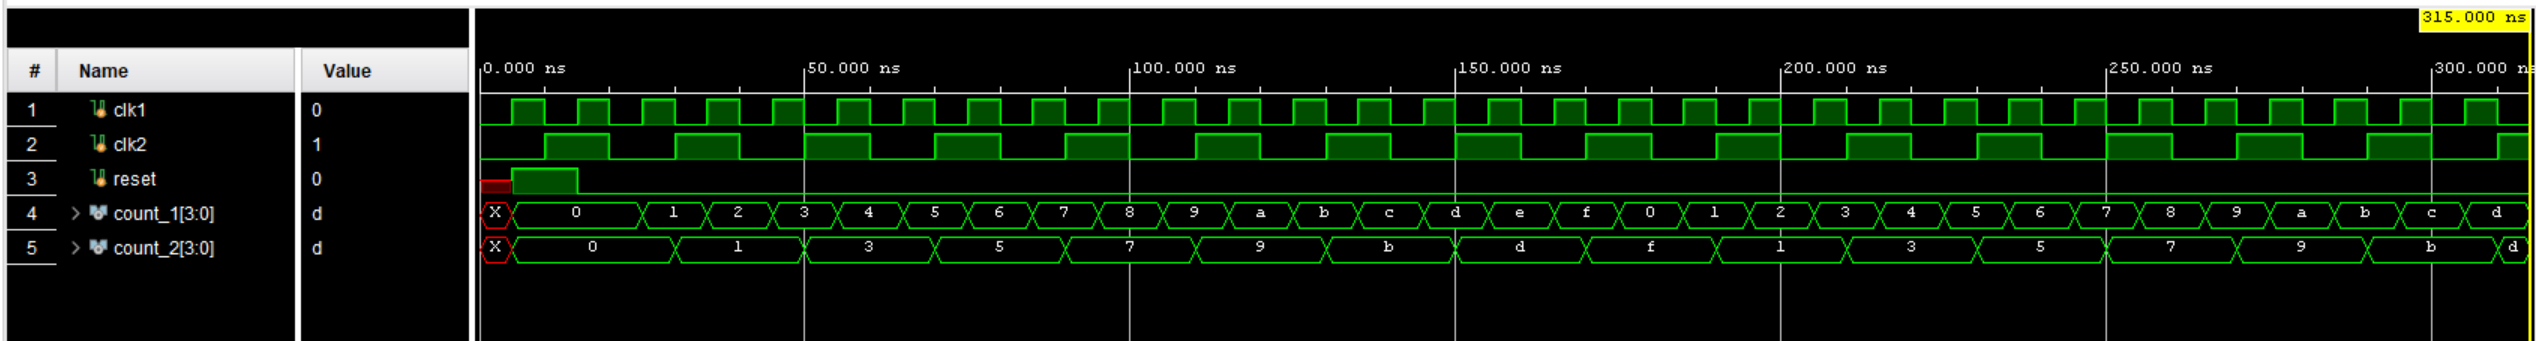 315.000 ns
# Name Value
0.000 ns 50.000 ns 100.000 ns 150.000 ns 200.000 ns 250.000 ns 300.000 n
1 clk1 0
2 clk2 1
3 reset 0
4 > count_1[3:0] d X 0 1 2 3 4 5 6 7 8 9 a b c d e f 0 1 2 3 4 5 6 7 8 9 a b c d
5 > count_2[3:0] d X 0 1 3 5 7 9 b d f 1 3 5 7 9 b d